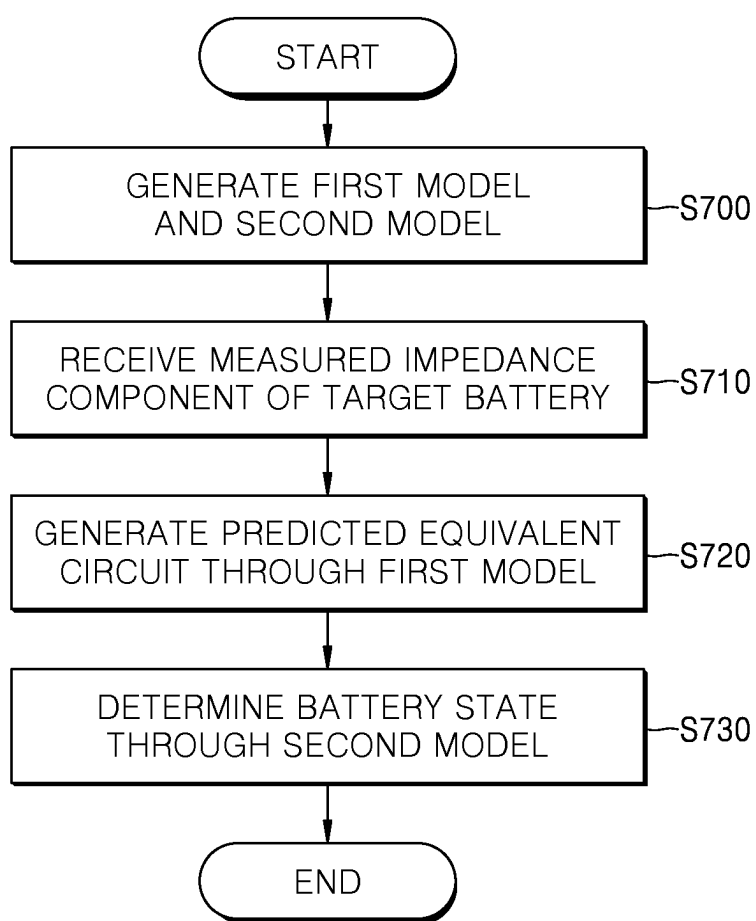 START
GENERATE FIRST MODEL
AND SECOND MODEL
S700
RECEIVE MEASURED IMPEDANCE
COMPONENT OF TARGET BATTERY
S710
GENERATE PREDICTED EQUIVALENT
CIRCUIT THROUGH FIRST MODEL
S720
DETERMINE BATTERY STATE
THROUGH SECOND MODEL
S730
END